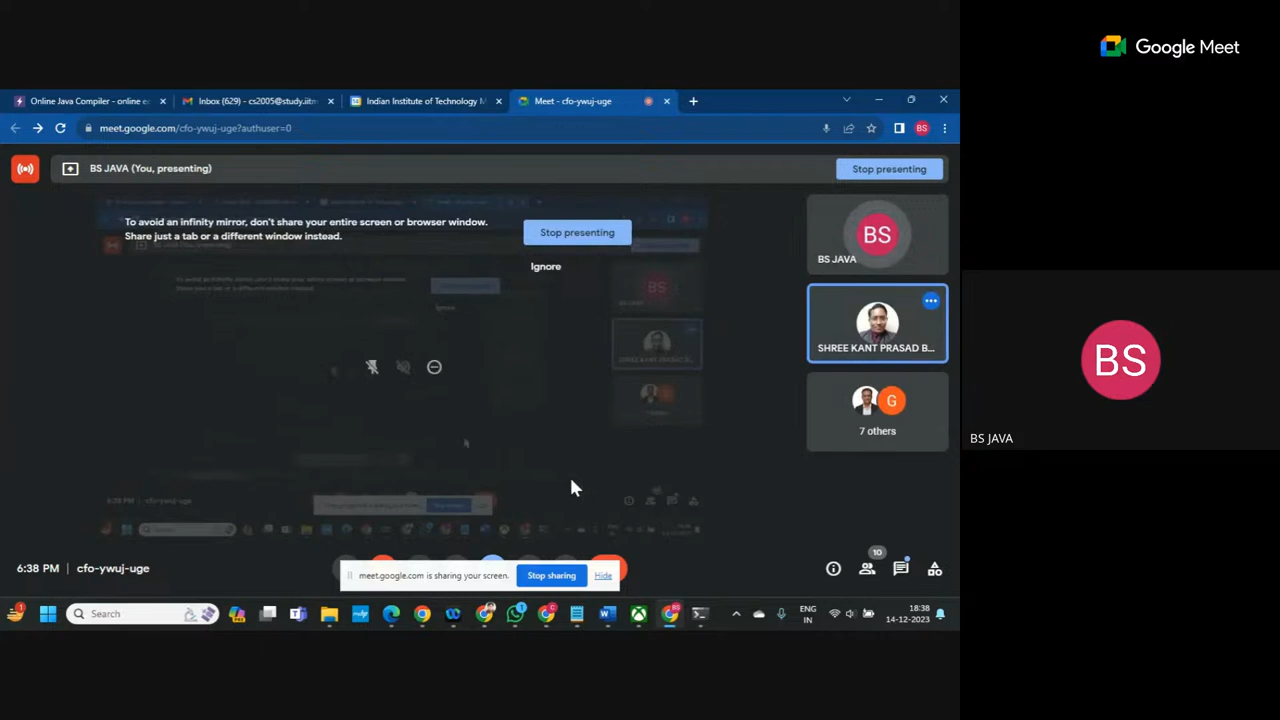 Google Meet
Online Java Compiler - online e
Inbox (629) - cs2005@study.iitm
Indian Institute of Technology M
Meet - cfo-ywuj-uge
meet.google.com/cfo-ywuj-uge?authuser=0
BS
BS JAVA (You, presenting)
Stop presenting
To avoid an infinity mirror, don't share your entire screen or browser window.
Share just a tab or a different window instead.
Stop presenting
Ignore
BS
BS JAVA
SHREE KANT PRASAD B...
G
7 others
BS
BS JAVA
6:38 PM | cfo-ywuj-uge
10
meet.google.com is sharing your screen.
Stop sharing
Hide
Search
ENG
IN
18:38
14-12-2023